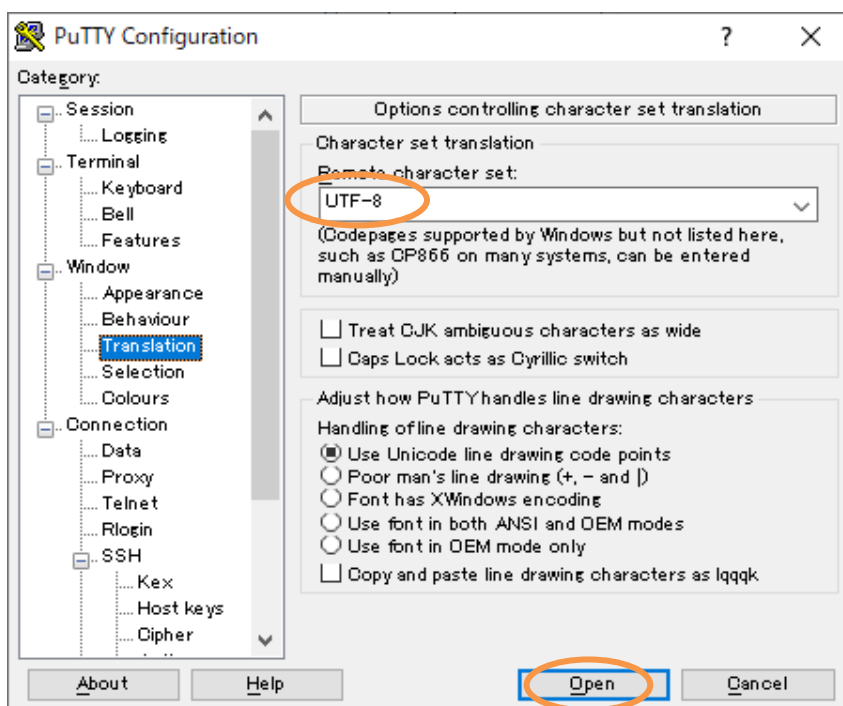 PuTTY Configuration
?
Category:
Session
Logging
Terminal
Keyboard
Bell
Features
Window
Appearance
Behaviour
Translation
Selection
Colours
Connection
Data
Proxy
Telnet
Rlogin
SSH
Kex
Host keys
Cipher
Options controlling character set translation
Character set translation
Remote character set:
UTF-8
(Codepages supported by Windows but not listed here,
such as CP866 on many systems, can be entered
manually)
Treat CJK ambiguous characters as wide
Caps Lock acts as Cyrillic switch
Adjust how PuTTY handles line drawing characters
Handling of line drawing characters:
Use Unicode line drawing code points
Poor man's line drawing (+, - and |)
Font has XWindows encoding
Use font in both ANSI and OEM modes
Use font in OEM mode only
Copy and paste line drawing characters as lqqqk
About
Help
Open
Cancel